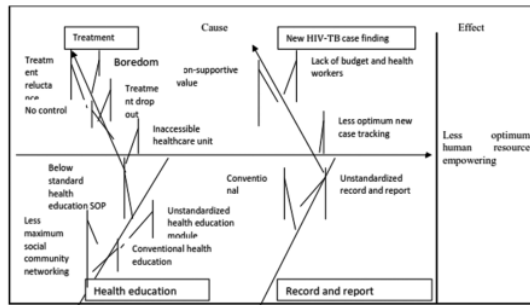 Cause
Effect
Treatment
New HIV-TB case finding
Treatm
ent
relucta
nce
Boredom
on-supportive
value
Lack of budget and health
workers
No control
Treatme
nt drop
out
Inaccessible
healthcare unit
Less optimum new
case tracking
Less optimum
human resource
empowering
Below
standard
health
education SOP
Conventio
nal
Unstandardized
record and report
Less
maximum
social
community
networking
Unstandardized
health education
module
Conventional health
education
Health education
Record and report